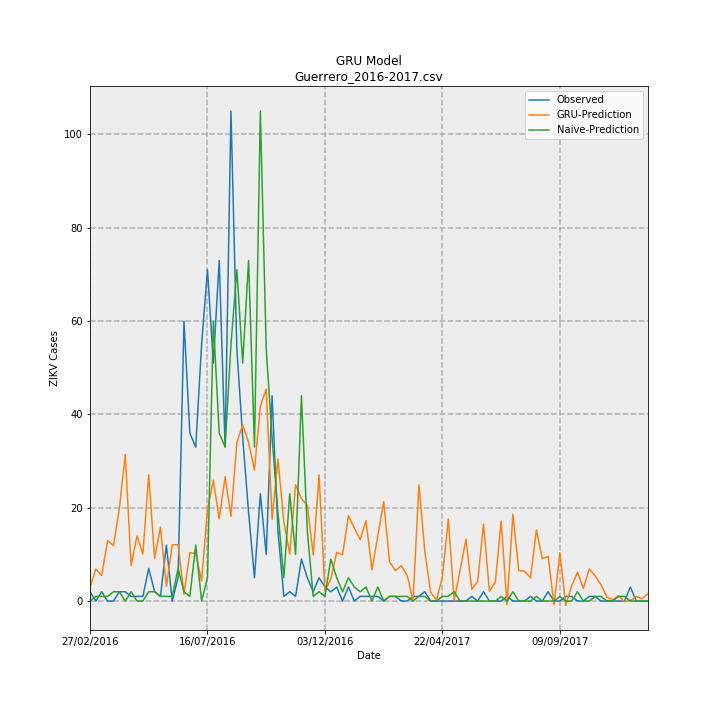 GRU Model
Guerrero_2016-2017.csv
Observed
GRU-Prediction
Naive-Prediction
100
80
60
40
20
0
ZIKV Cases
27/02/2016
16/07/2016
03/12/2016
22/04/2017
09/09/2017
Date